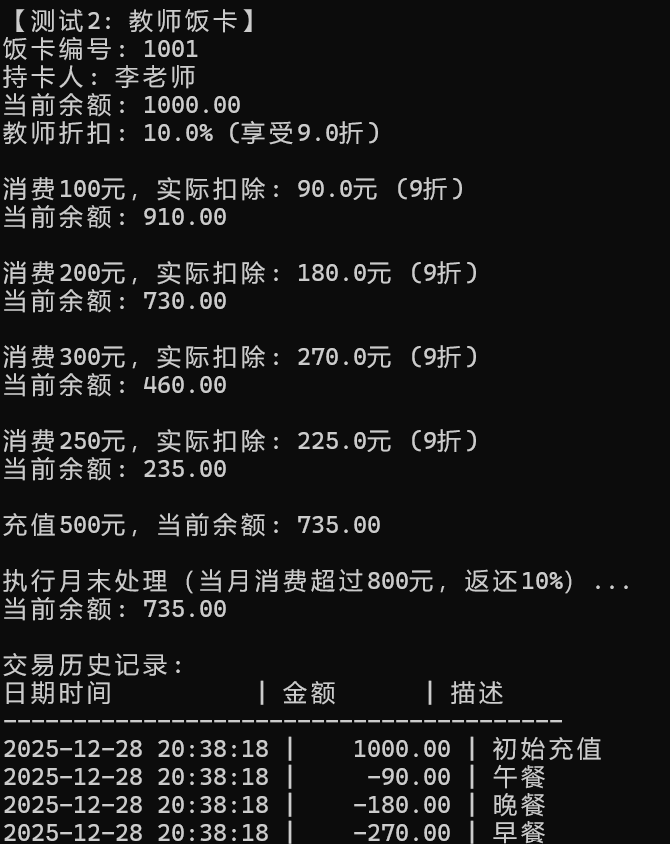 【测试2: 教师饭卡】
饭卡编号: 1001
持卡人: 李老师
当前余额: 1000.00
教师折扣: 10.0% (享受9.0折)
消费100元, 实际扣除: 90.0元 (9折)
当前余额: 910.00
消费200元, 实际扣除: 180.0元 (9折)
当前余额: 730.00
消费300元, 实际扣除: 270.0元 (9折)
当前余额: 460.00
消费250元, 实际扣除: 225.0元 (9折)
当前余额: 235.00
充值500元, 当前余额: 735.00
执行月末处理 (当月消费超过800元, 返还10%) ...
当前余额: 735.00
交易历史记录:
日期时间 | 金额 | 描述
----------------------------------------
2025-12-28 20:38:18 | 1000.00 | 初始充值
2025-12-28 20:38:18 | -90.00 | 午餐
2025-12-28 20:38:18 | -180.00 | 晚餐
2025-12-28 20:38:18 | -270.00 | 早餐